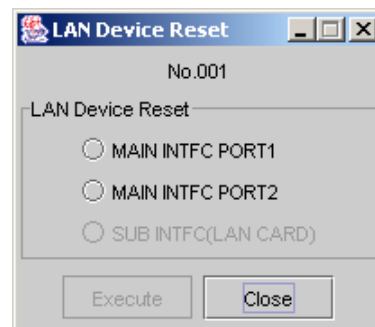 LAN Device Reset
No.001
LAN Device Reset
MAIN INTFC PORT1
MAIN INTFC PORT2
SUB INTFC(LAN CARD)
Execute Close